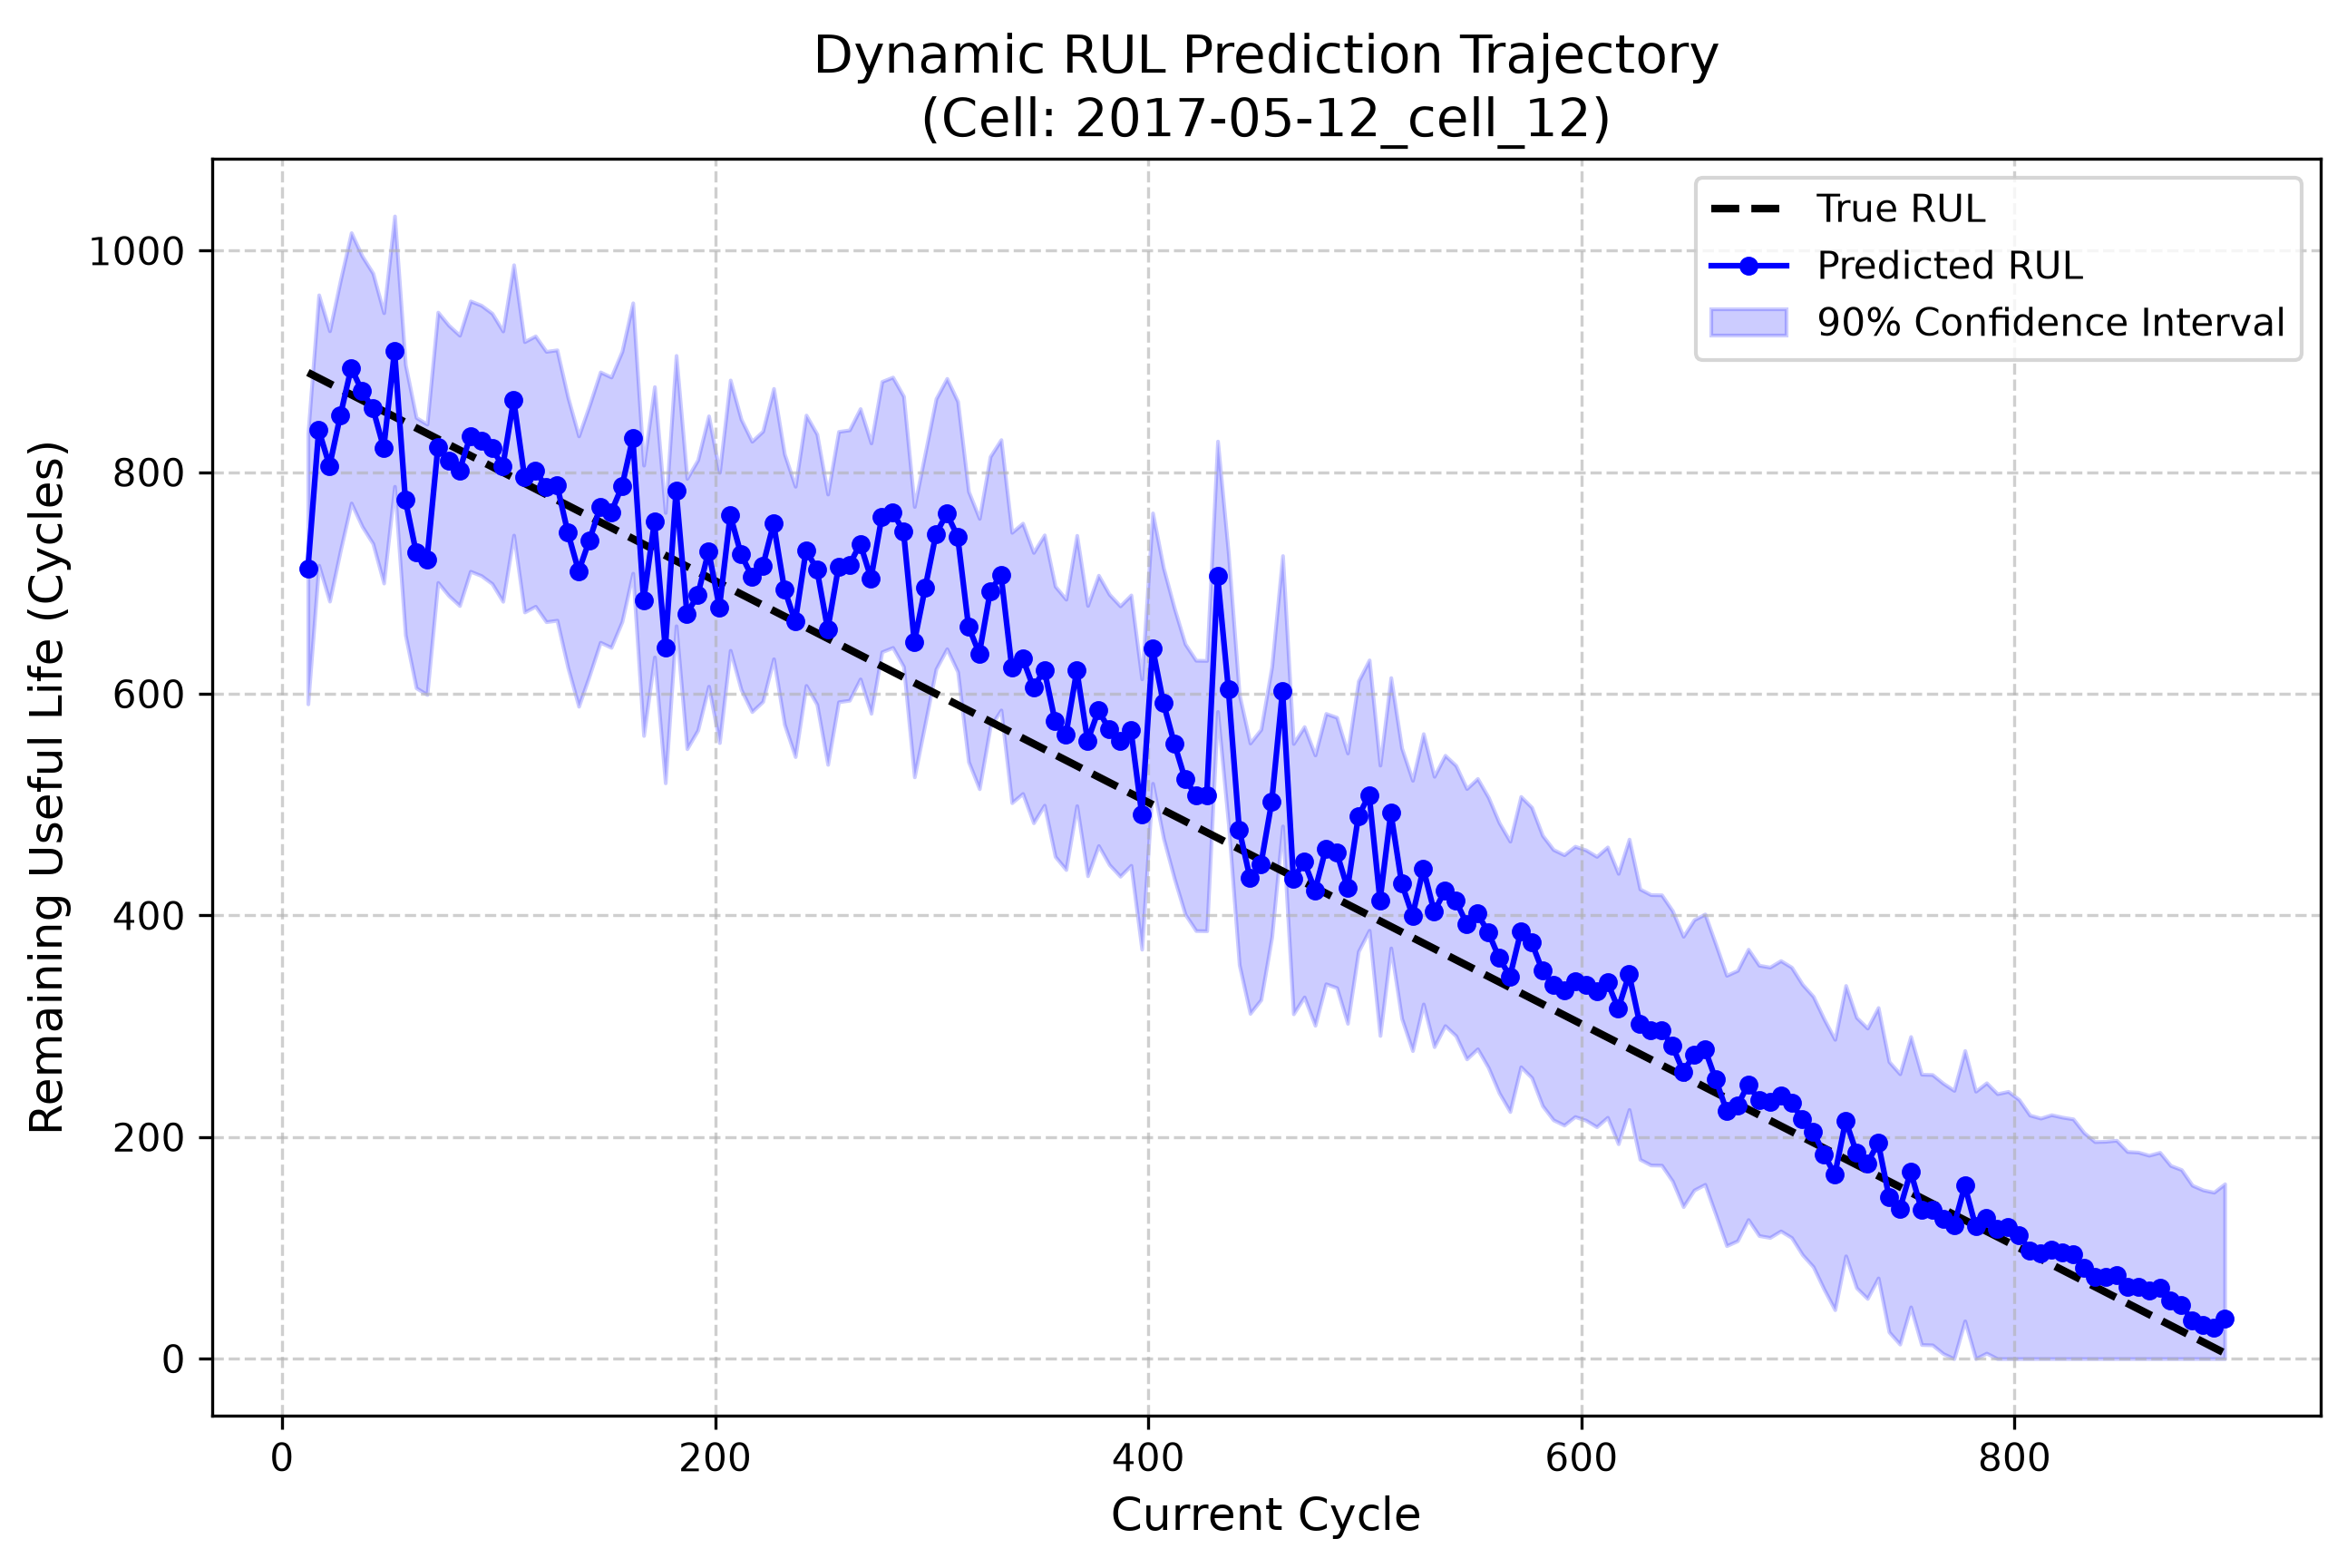 Dynamic RUL Prediction Trajectory
(Cell: 2017-05-12_cell_12)
True RUL
Predicted RUL
90% Confidence Interval
Remaining Useful Life (Cycles)
1000
800
600
400
200
0
0 200 400 600 800
Current Cycle